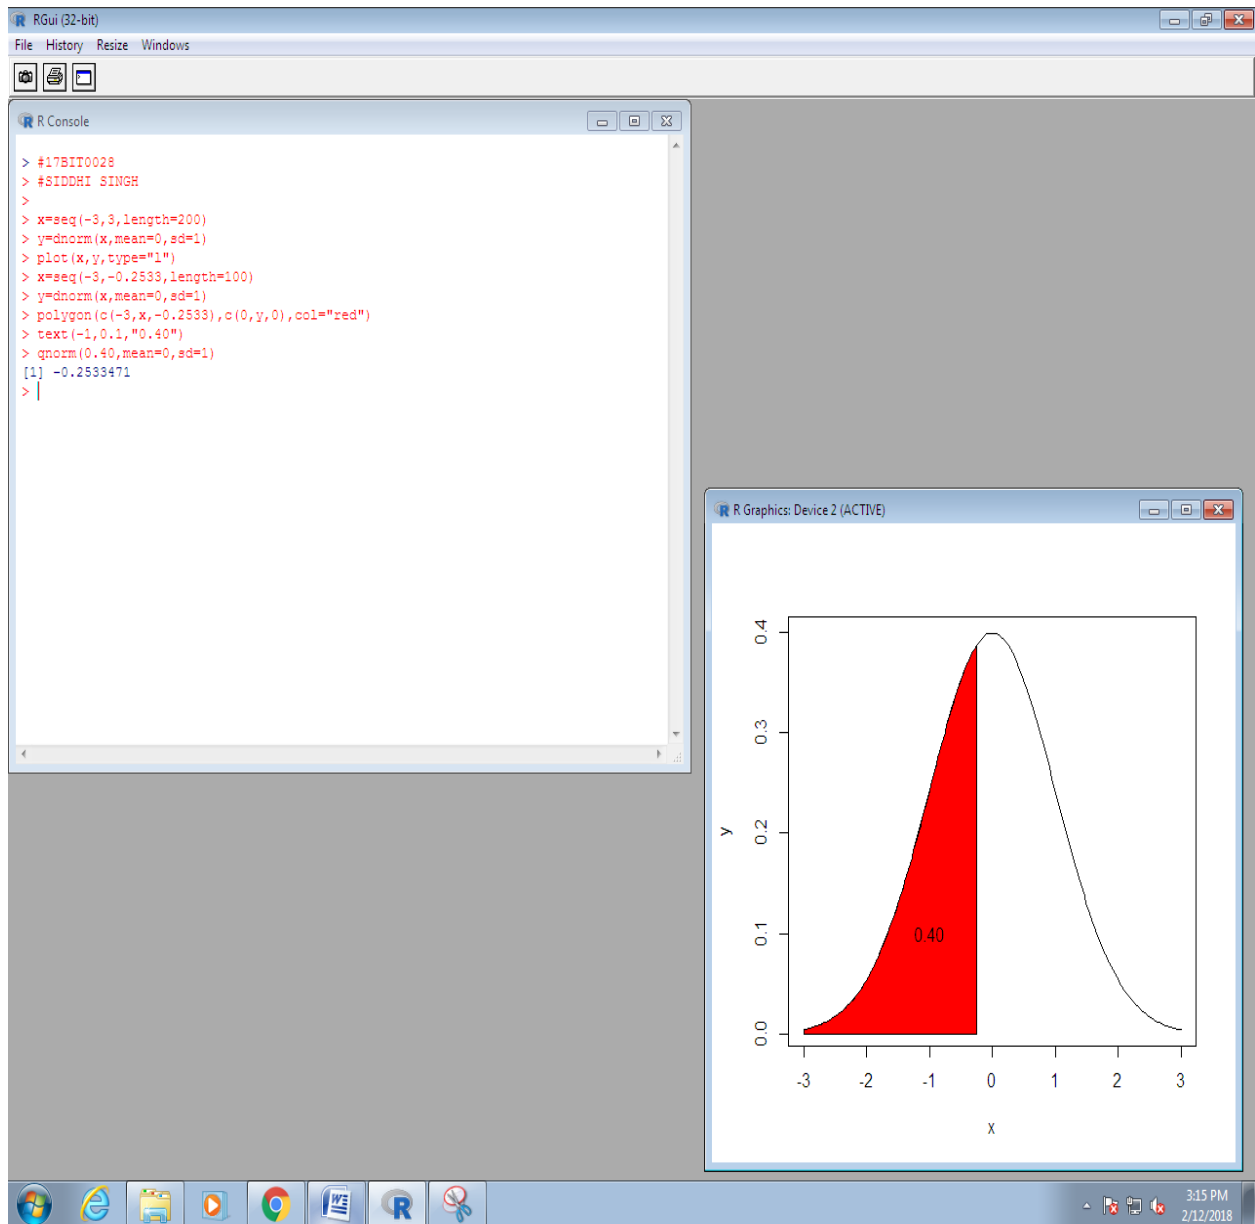 RGui (32-bit)
File History Resize Windows
R Console
> #17BIT0028
> #SIDDHI SINGH
>
> x=seq(-3,3,length=200)
> y=dnorm(x,mean=0,sd=1)
> plot(x,y,type="l")
> x=seq(-3,-0.2533,length=100)
> y=dnorm(x,mean=0,sd=1)
> polygon(c(-3,x,-0.2533),c(0,y,0),col="red")
> text(-1,0.1,"0.40")
> qnorm(0.40,mean=0,sd=1)
[1] -0.2533471
>
R Graphics: Device 2 (ACTIVE)
0.4
0.3
0.2
0.1
0.0
y
0.40
-3 -2 -1 0 1 2 3
x
3:15 PM
2/12/2018